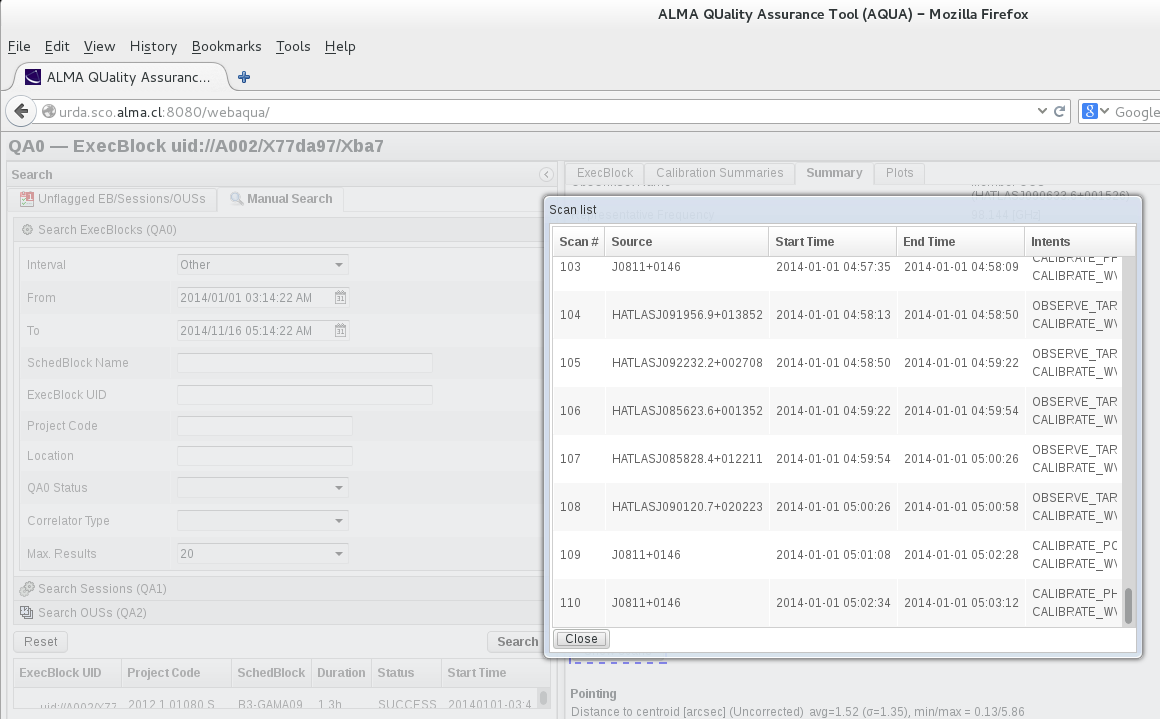 ALMA QUality Assurance Tool (AQUA) – Mozilla Firefox
File Edit View History Bookmarks Tools Help
ALMA QUality Assuranc...
urda.sco.alma.cl:8080/webaqua/
Google
QA0 — ExecBlock uid://A002/X77da97/Xba7
Search
ExecBlock Calibration Summaries Summary Plots
Unflagged EB/Sessions/OUSs Manual Search
Search ExecBlocks (QA0)
Interval Other
From 2014/01/01 03:14:22 AM
To 2014/11/16 05:14:22 AM
SchedBlock Name
ExecBlock UID
Project Code
Location
QA0 Status
Correlator Type
Max. Results 20
Search Sessions (QA1)
Search OUSs (QA2)
Reset Search
ExecBlock UID Project Code SchedBlock Duration Status Start Time
uid://A002/X77 2012.1.01080.S B3-GAMA09 1.3h SUCCESS 20140101-03:4
Scan list
Scan # Source Start Time End Time Intents
103 J0811+0146 2014-01-01 04:57:35 2014-01-01 04:58:09 CALIBRATE_PH
CALIBRATE_WV
104 HATLASJ091956.9+013852 2014-01-01 04:58:13 2014-01-01 04:58:50 OBSERVE_TAR
CALIBRATE_WV
105 HATLASJ092232.2+002708 2014-01-01 04:58:50 2014-01-01 04:59:22 OBSERVE_TAR
CALIBRATE_WV
106 HATLASJ085623.6+001352 2014-01-01 04:59:22 2014-01-01 04:59:54 OBSERVE_TAR
CALIBRATE_WV
107 HATLASJ085828.4+012211 2014-01-01 04:59:54 2014-01-01 05:00:26 OBSERVE_TAR
CALIBRATE_WV
108 HATLASJ090120.7+020223 2014-01-01 05:00:26 2014-01-01 05:00:58 OBSERVE_TAR
CALIBRATE_WV
109 J0811+0146 2014-01-01 05:01:08 2014-01-01 05:02:28 CALIBRATE_PO
CALIBRATE_WV
110 J0811+0146 2014-01-01 05:02:34 2014-01-01 05:03:12 CALIBRATE_PH
CALIBRATE_WV
Close
Pointing
Distance to centroid [arcsec] (Uncorrected) avg=1.52 (σ=1.35), min/max = 0.13/5.86